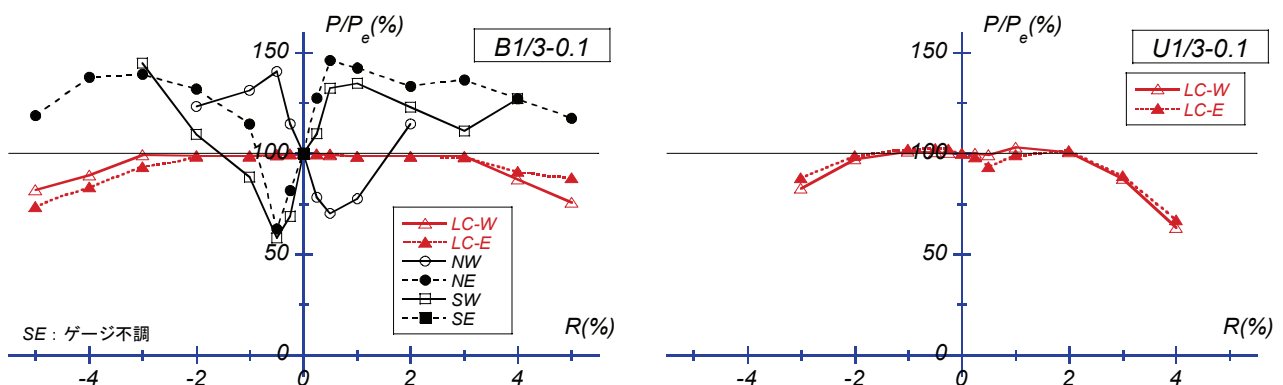 P/Pe(%)
B1/3-0.1
150
100
50
0
LC-W
LC-E
NW
NE
SW
SE
SE：ゲージ不調
R(%)
-4 -2 0 2 4
P/Pe(%)
U1/3-0.1
150
LC-W
LC-E
100
50
0
R(%)
-4 -2 0 2 4